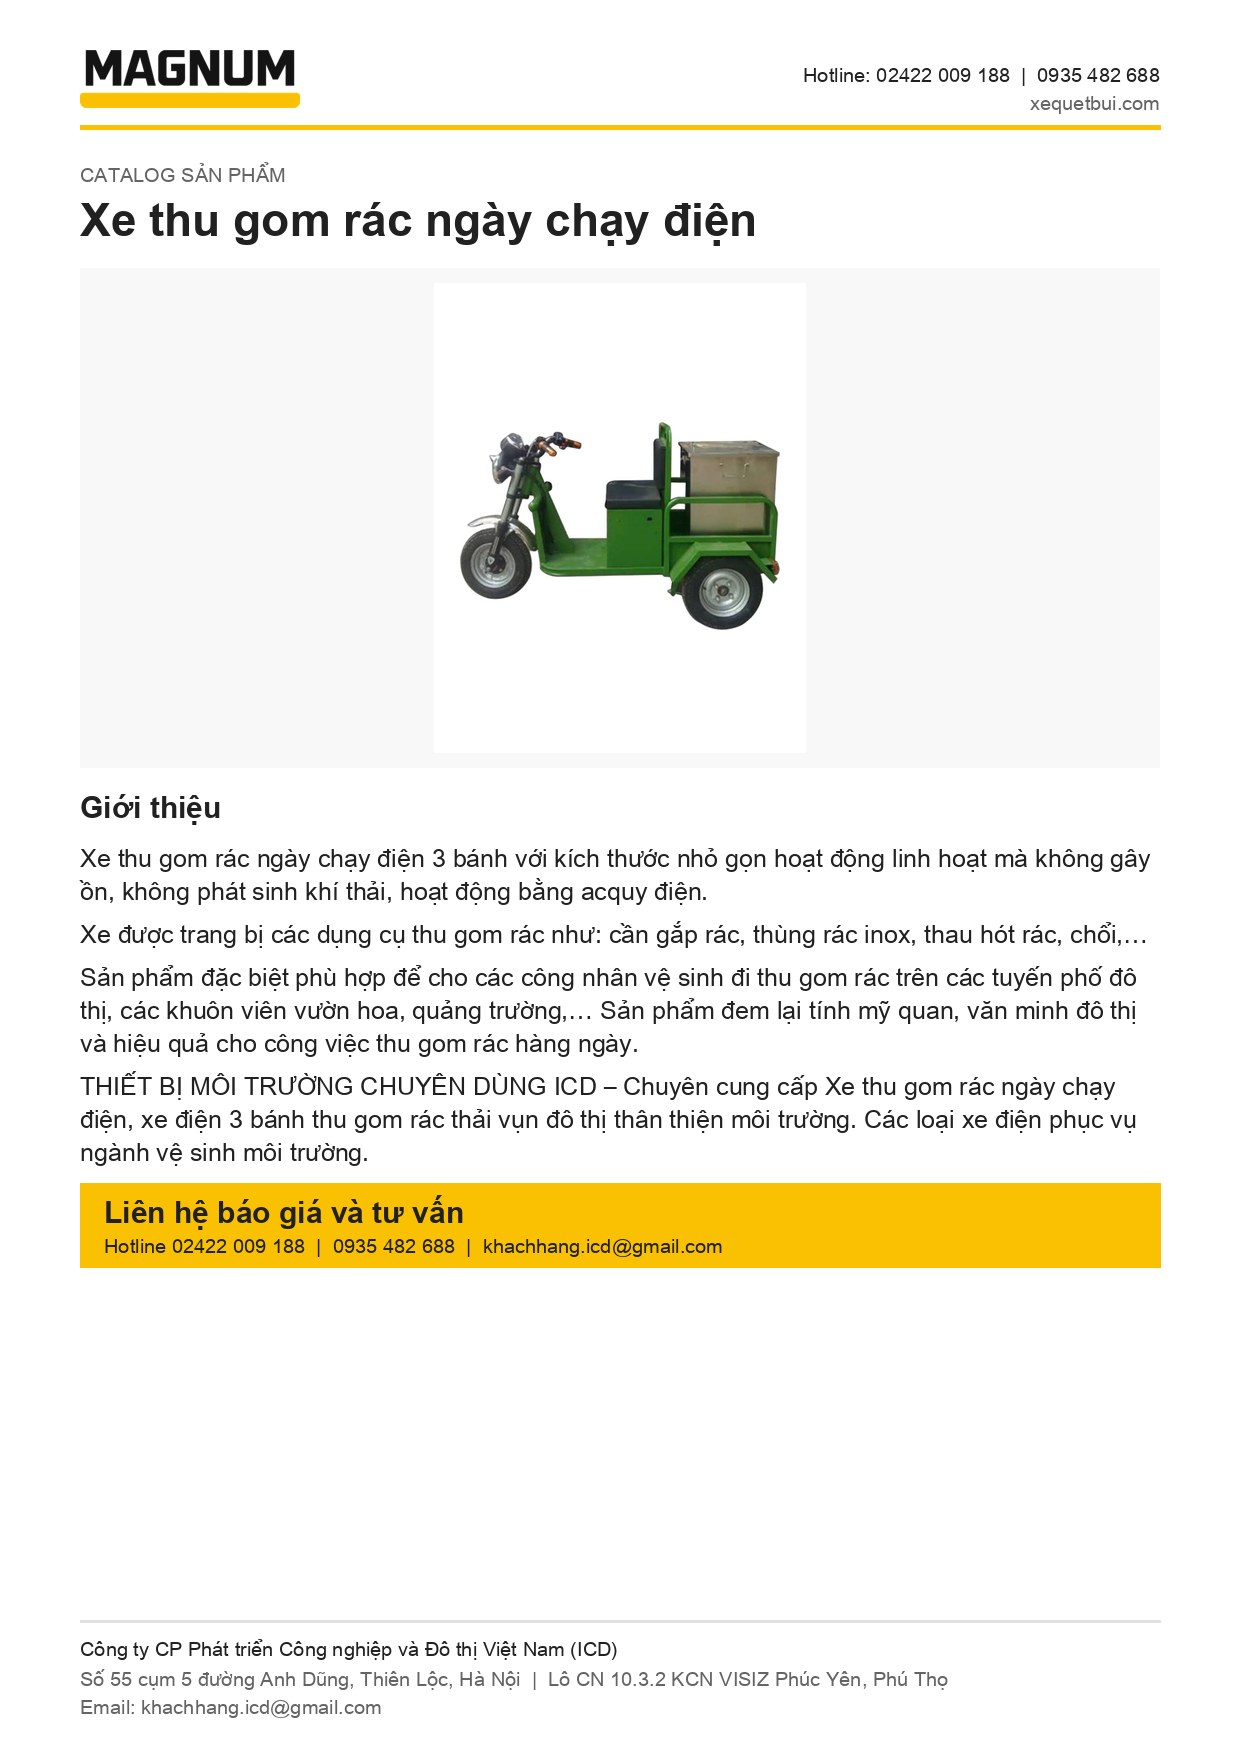 MAGNUM
Hotline: 02422 009 188 | 0935 482 688
xequetbui.com
CATALOG SẢN PHẨM
Xe thu gom rác ngày chạy điện
Giới thiệu
Xe thu gom rác ngày chạy điện 3 bánh với kích thước nhỏ gọn hoạt động linh hoạt mà không gây
ồn, không phát sinh khí thải, hoạt động bằng acquy điện.
Xe được trang bị các dụng cụ thu gom rác như: cần gắp rác, thùng rác inox, thau hót rác, chổi,…
Sản phẩm đặc biệt phù hợp để cho các công nhân vệ sinh đi thu gom rác trên các tuyến phố đô
thị, các khuôn viên vườn hoa, quảng trường,… Sản phẩm đem lại tính mỹ quan, văn minh đô thị
và hiệu quả cho công việc thu gom rác hàng ngày.
THIẾT BỊ MÔI TRƯỜNG CHUYÊN DÙNG ICD – Chuyên cung cấp Xe thu gom rác ngày chạy
điện, xe điện 3 bánh thu gom rác thải vụn đô thị thân thiện môi trường. Các loại xe điện phục vụ
ngành vệ sinh môi trường.
Liên hệ báo giá và tư vấn
Hotline 02422 009 188 | 0935 482 688 | khachhang.icd@gmail.com
Công ty CP Phát triển Công nghiệp và Đô thị Việt Nam (ICD)
Số 55 cụm 5 đường Anh Dũng, Thiên Lộc, Hà Nội | Lô CN 10.3.2 KCN VISIZ Phúc Yên, Phú Thọ
Email: khachhang.icd@gmail.com